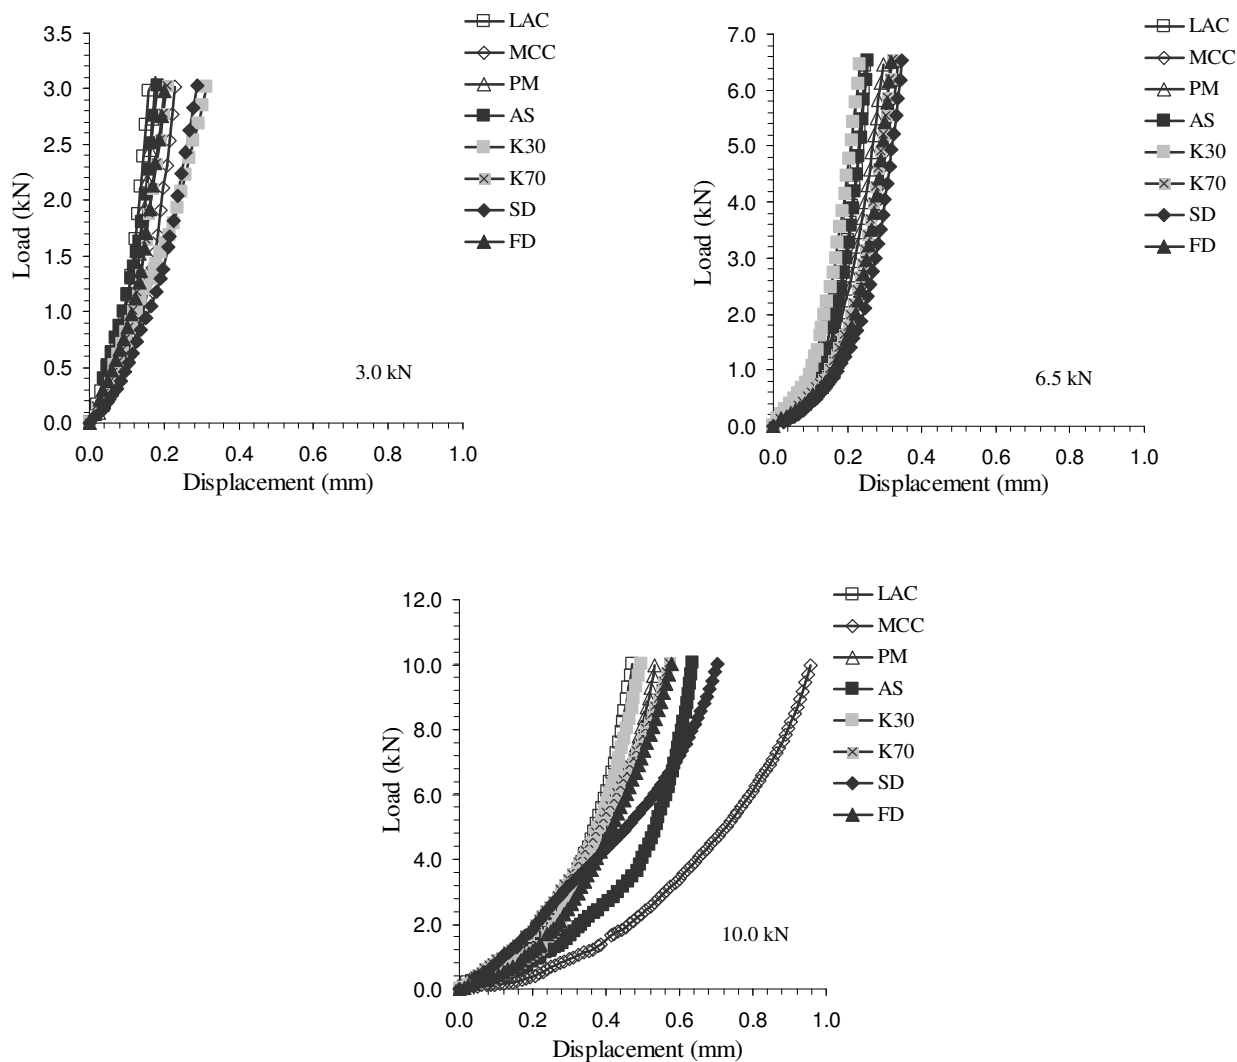 3.5
3.0
2.5
2.0
1.5
1.0
0.5
0.0
Load (kN)
0.0 0.2 0.4 0.6 0.8 1.0
Displacement (mm)
3.0 kN
LAC
MCC
PM
AS
K30
K70
SD
FD
7.0
6.0
5.0
4.0
3.0
2.0
1.0
0.0
Load (kN)
0.0 0.2 0.4 0.6 0.8 1.0
Displacement (mm)
6.5 kN
LAC
MCC
PM
AS
K30
K70
SD
FD
12.0
10.0
8.0
6.0
4.0
2.0
0.0
Load (kN)
0.0 0.2 0.4 0.6 0.8 1.0
Displacement (mm)
10.0 kN
LAC
MCC
PM
AS
K30
K70
SD
FD